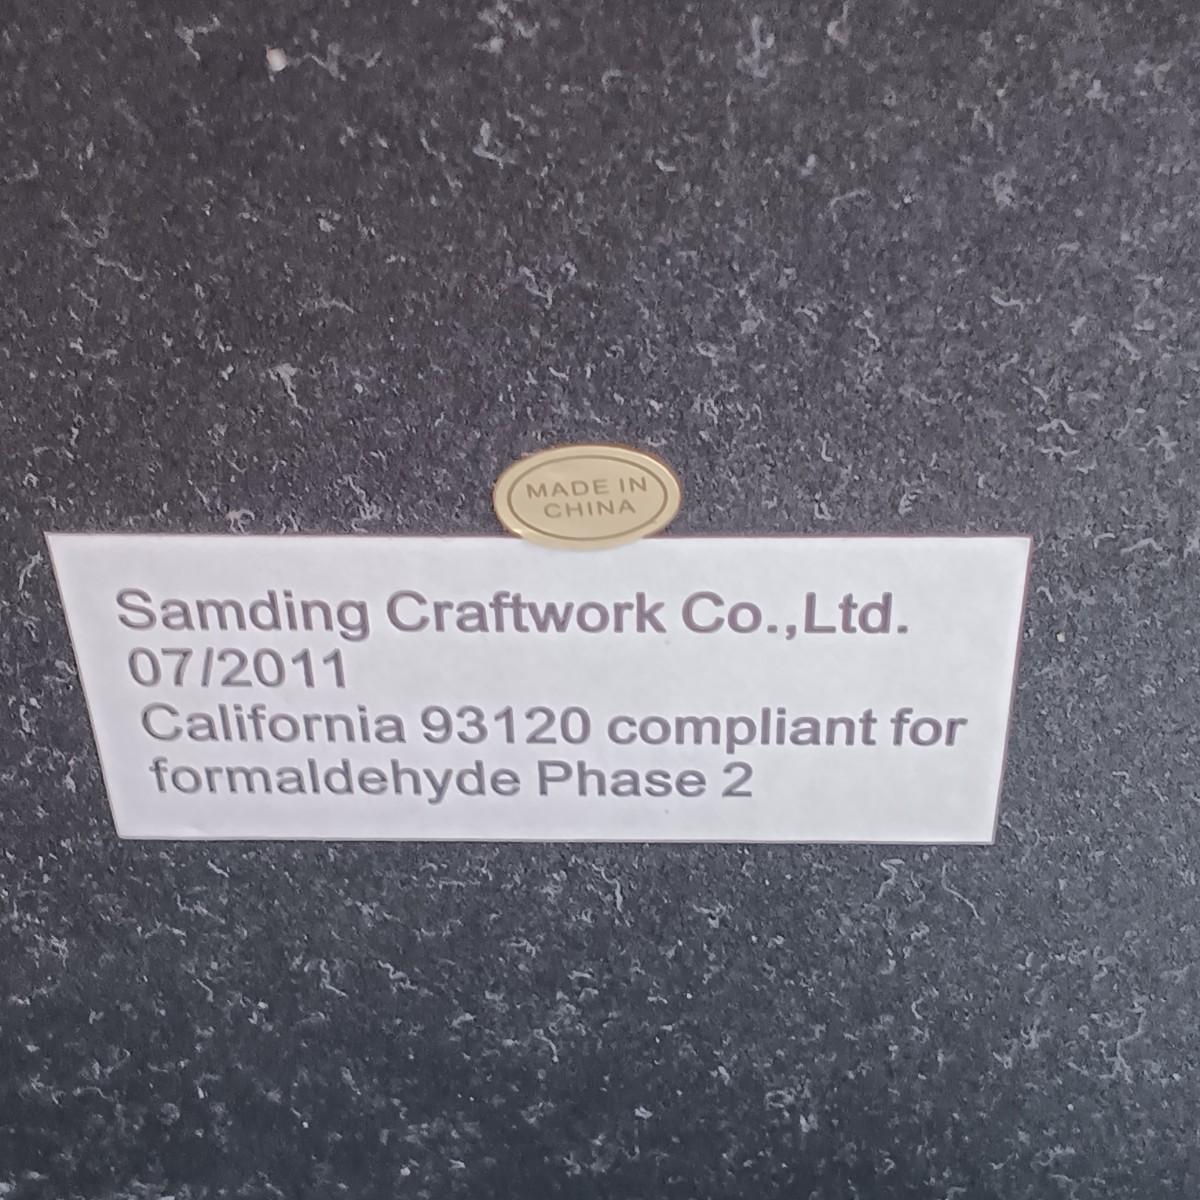 MADE IN
CHINA
Samding Craftwork Co.,Ltd.
07/2011
California 93120 compliant for
formaldehyde Phase 2